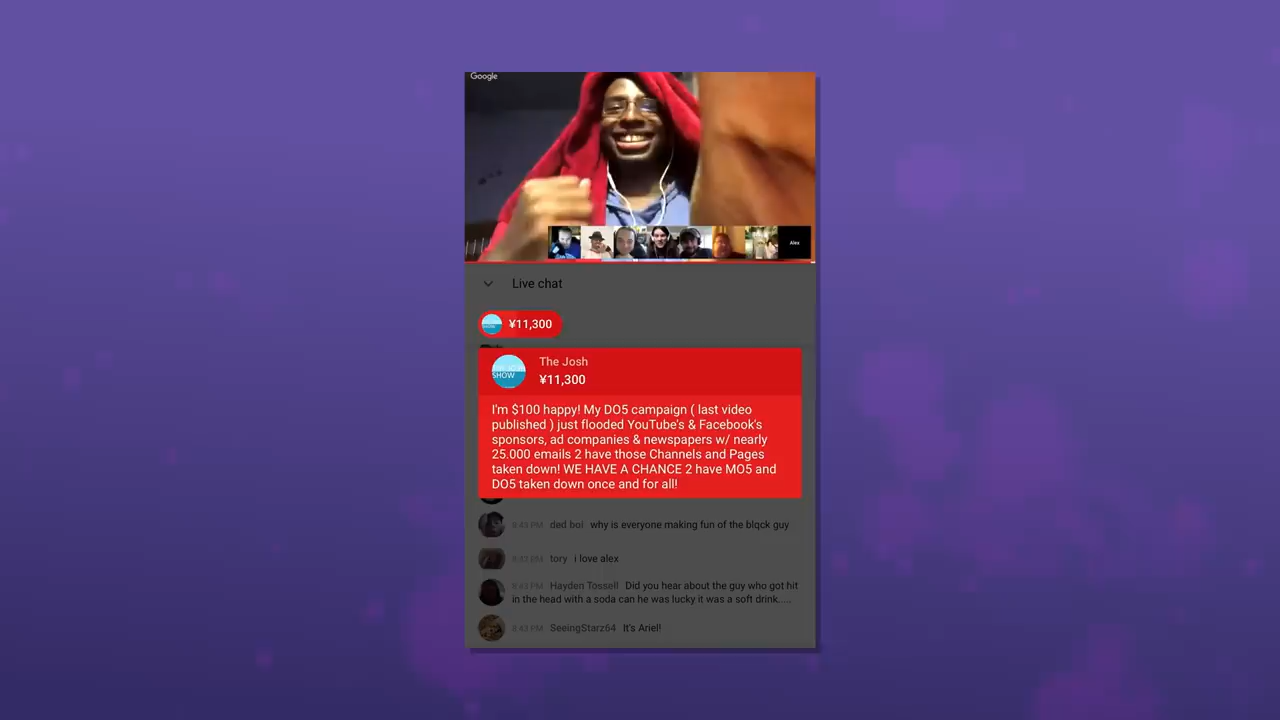 Google
Alex
Live chat
¥11,300
The Josh
SHOW
¥11,300
I'm $100 happy! My DO5 campaign ( last video
published ) just flooded YouTube's & Facebook's
sponsors, ad companies & newspapers w/ nearly
25.000 emails 2 have those Channels and Pages
taken down! WE HAVE A CHANCE 2 have MO5 and
DO5 taken down once and for all!
8:43 PM ded boi why is everyone making fun of the blqck guy
8:43 PM tory i love alex
8:43 PM Hayden Tossell Did you hear about the guy who got hit
in the head with a soda can he was lucky it was a soft drink.....
8:43 PM SeeingStarz64 It's Ariel!